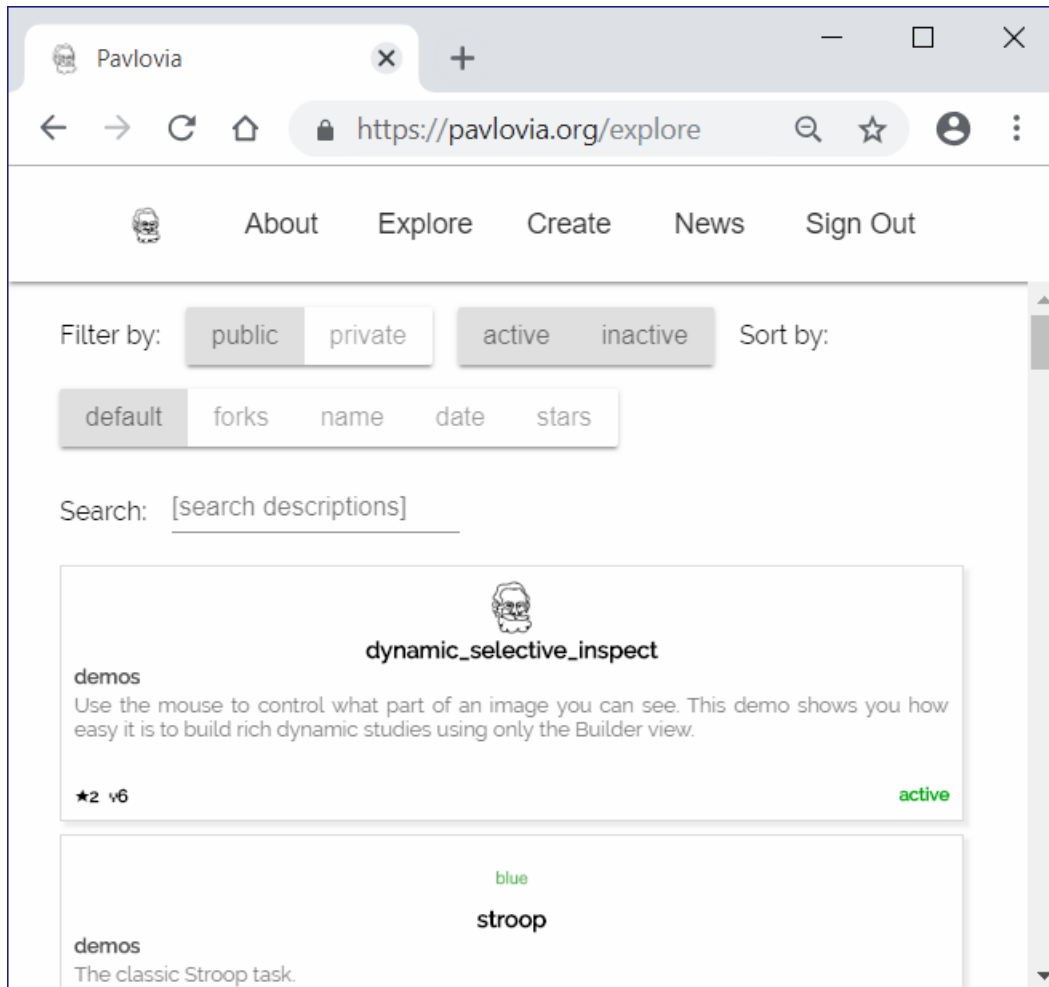 Pavlovia
https://pavlovia.org/explore
About Explore Create News Sign Out
Filter by: public private active inactive Sort by:
default forks name date stars
Search: [search descriptions]
dynamic_selective_inspect
demos
Use the mouse to control what part of an image you can see. This demo shows you how
easy it is to build rich dynamic studies using only the Builder view.
★2 ⑂6 active
blue
stroop
demos
The classic Stroop task.